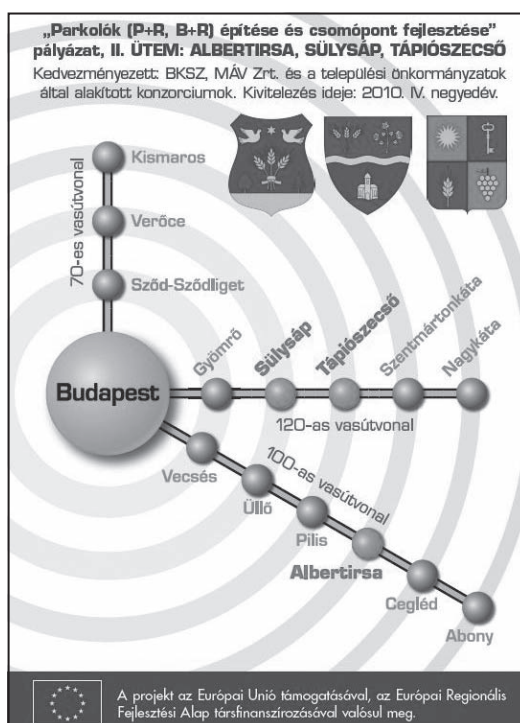 „Parkolók (P+R, B+R) építése és csomópont fejlesztése”
pályázat, II. ÜTEM: ALBERTIRSA, SÜLYSÁP, TÁPIÓSZECSŐ
Kedvezményezett: BKSZ, MÁV Zrt. és a települési önkormányzatok
által alakított konzorciumok. Kivitelezés ideje: 2010. IV. negyedév.
70-es vasútvonal
Kismaros
Verőce
Sződ-Sződliget
Budapest
Gyömrő
Sülysáp
Tápiószecső
Szentmártonkáta
Nagykáta
120-as vasútvonal
100-as vasútvonal
Vecsés
Üllő
Pilis
Albertirsa
Cegléd
Abony
A projekt az Európai Unió támogatásával, az Európai Regionális
Fejlesztési Alap társfinanszírozásával valósul meg.